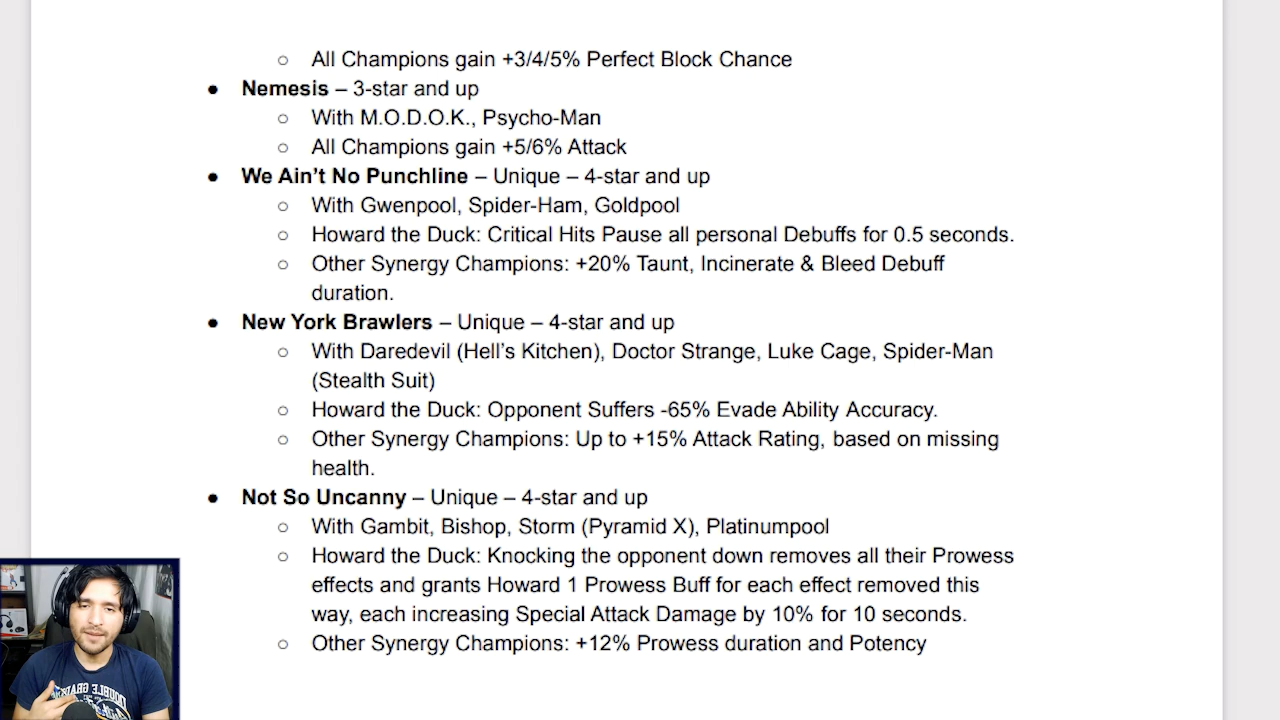 ○ All Champions gain +3/4/5% Perfect Block Chance
● Nemesis – 3-star and up
○ With M.O.D.O.K., Psycho-Man
○ All Champions gain +5/6% Attack
● We Ain't No Punchline – Unique – 4-star and up
○ With Gwenpool, Spider-Ham, Goldpool
○ Howard the Duck: Critical Hits Pause all personal Debuffs for 0.5 seconds.
○ Other Synergy Champions: +20% Taunt, Incinerate & Bleed Debuff
duration.
● New York Brawlers – Unique – 4-star and up
○ With Daredevil (Hell's Kitchen), Doctor Strange, Luke Cage, Spider-Man
(Stealth Suit)
○ Howard the Duck: Opponent Suffers -65% Evade Ability Accuracy.
○ Other Synergy Champions: Up to +15% Attack Rating, based on missing
health.
● Not So Uncanny – Unique – 4-star and up
○ With Gambit, Bishop, Storm (Pyramid X), Platinumpool
○ Howard the Duck: Knocking the opponent down removes all their Prowess
effects and grants Howard 1 Prowess Buff for each effect removed this
way, each increasing Special Attack Damage by 10% for 10 seconds.
○ Other Synergy Champions: +12% Prowess duration and Potency